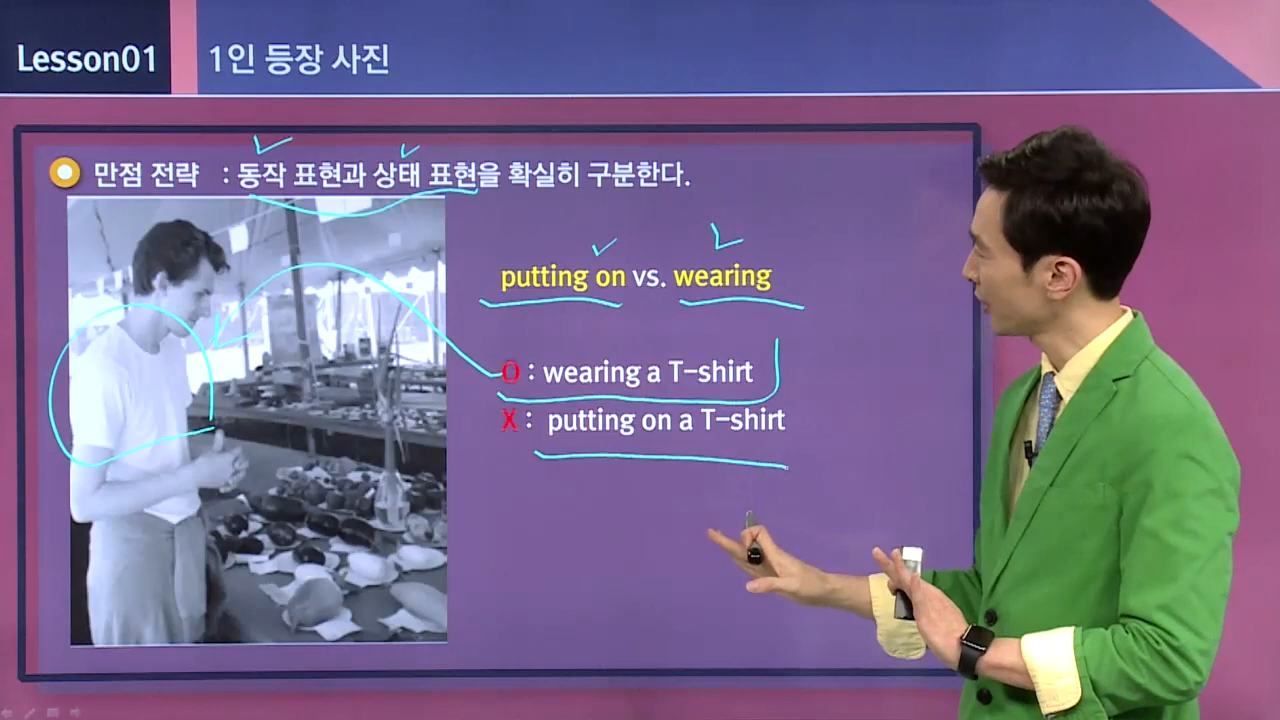 Lesson01
1인 등장 사진
만점 전략 : 동작 표현과 상태 표현을 확실히 구분한다.
putting on vs. wearing
O : wearing a T-shirt
X : putting on a T-shirt